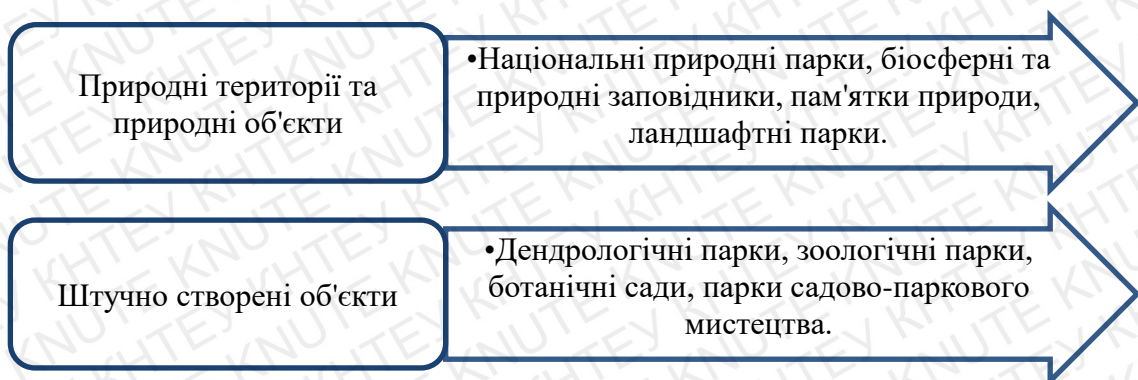 Природні території та
природні об'єкти
•Національні природні парки, біосферні та
природні заповідники, пам'ятки природи,
ландшафтні парки.
Штучно створені об'єкти
•Дендрологічні парки, зоологічні парки,
ботанічні сади, парки садово-паркового
мистецтва.